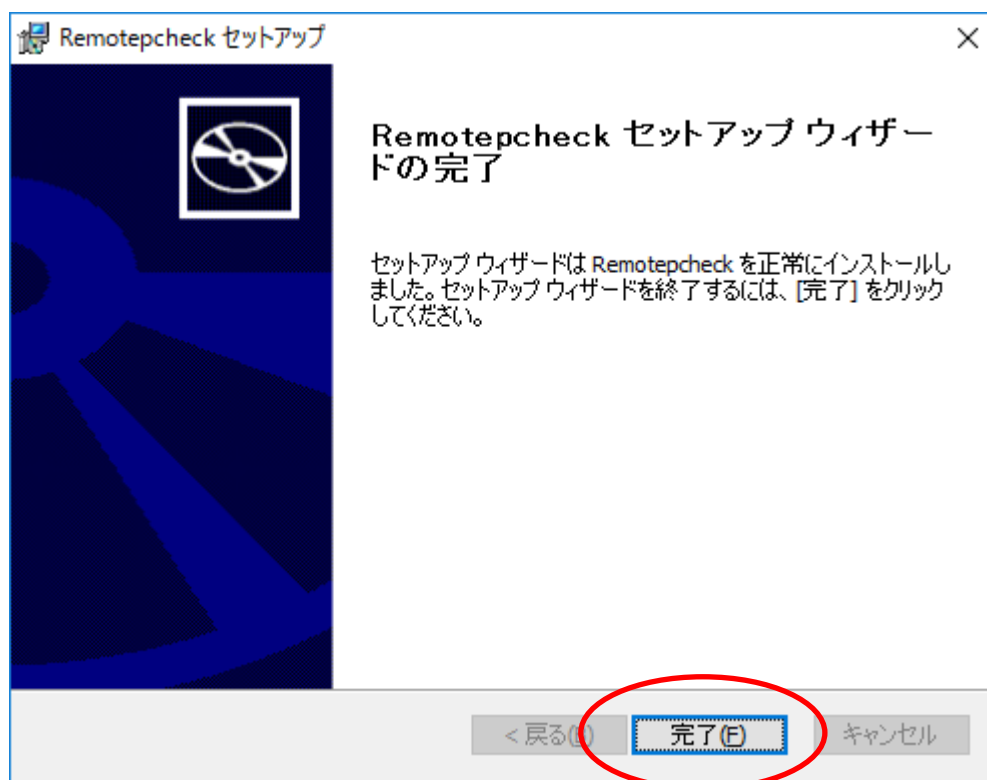 Remotepcheck セットアップ
Remotepcheck セットアップ ウィザー
ドの完了
セットアップ ウィザードは Remotepcheck を正常にインストールし
ました。セットアップ ウィザードを終了するには、[完了] をクリック
してください。
< 戻る(B) 完了(F) キャンセル